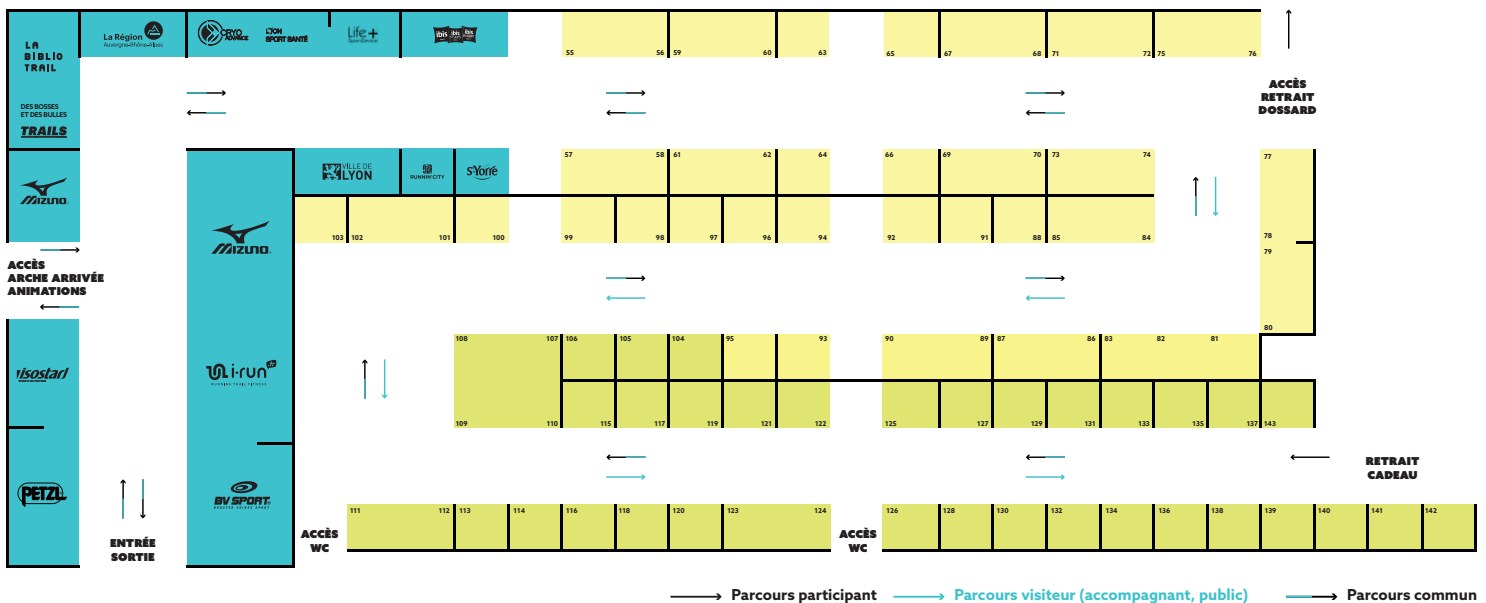 LA
BIBLIO
TRAIL
La Région
Auvergne-Rhône-Alpes
CRYO
ADVANCE
LYON
SPORT SANTÉ
Life+
ibis ibis ibis
55 56 59 60 63 65 67 68 71 72 75 76
DES BOSSES
ET DES BULLES
TRAILS
ACCÈS
RETRAIT
DOSSARD
MIZUNO
VILLE DE
LYON
RUNNIN'CITY
St-Yorre
57 58 61 62 64 66 69 70 73 74 77
103 102 101 100 99 98 97 96 94 92 91 88 85 84 78
79
MIZUNO
ACCÈS
ARCHE ARRIVÉE
ANIMATIONS
80
108 107 106 105 104 95 93 90 89 87 86 83 82 81
isostar
i-run.fr
RUNNING TRAIL FITNESS
109 110 115 117 119 121 122 125 127 129 131 133 135 137 143
RETRAIT
CADEAU
PETZL
BV SPORT
111 112 113 114 116 118 120 123 124 126 128 130 132 134 136 138 139 140 141 142
ENTRÉE
SORTIE
ACCÈS
WC
ACCÈS
WC
Parcours participant
Parcours visiteur (accompagnant, public)
Parcours commun